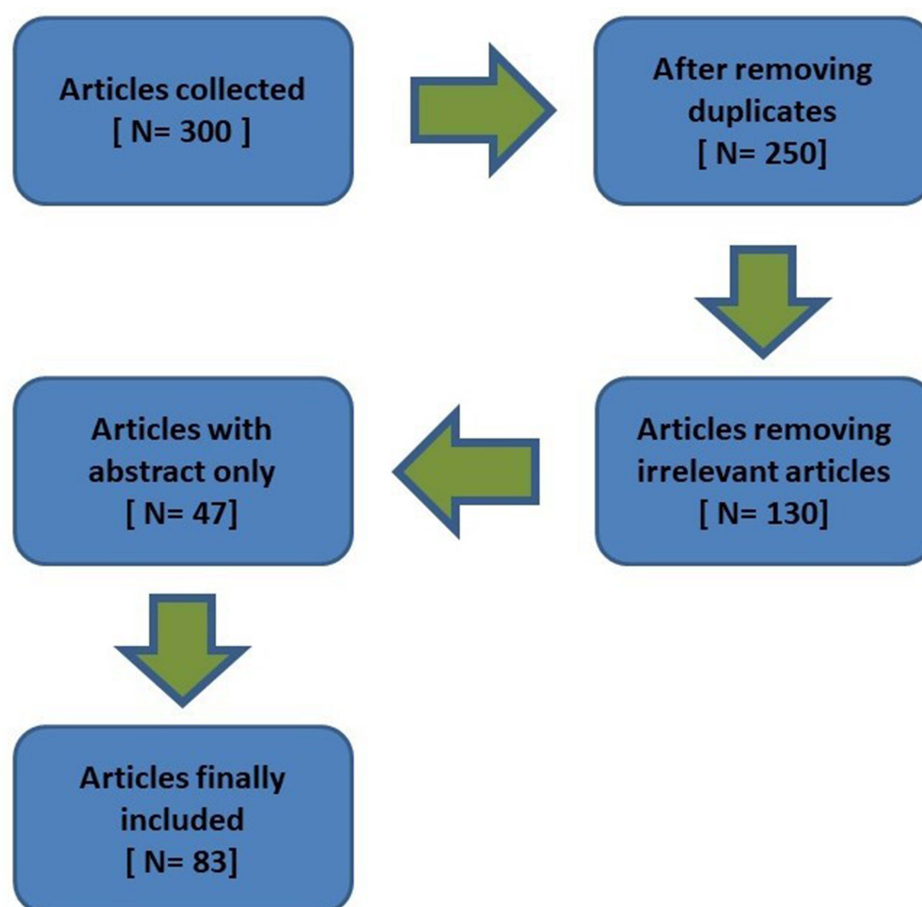 Articles collected
[ N= 300 ]
After removing
duplicates
[ N= 250]
Articles removing
irrelevant articles
[ N= 130]
Articles with
abstract only
[ N= 47]
Articles finally
included
[ N= 83]